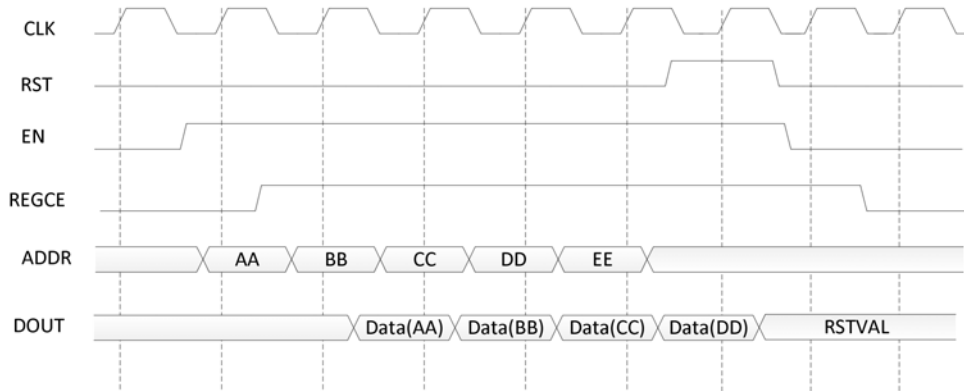 CLK
RST
EN
REGCE
ADDR AA BB CC DD EE
DOUT Data(AA) Data(BB) Data(CC) Data(DD) RSTVAL